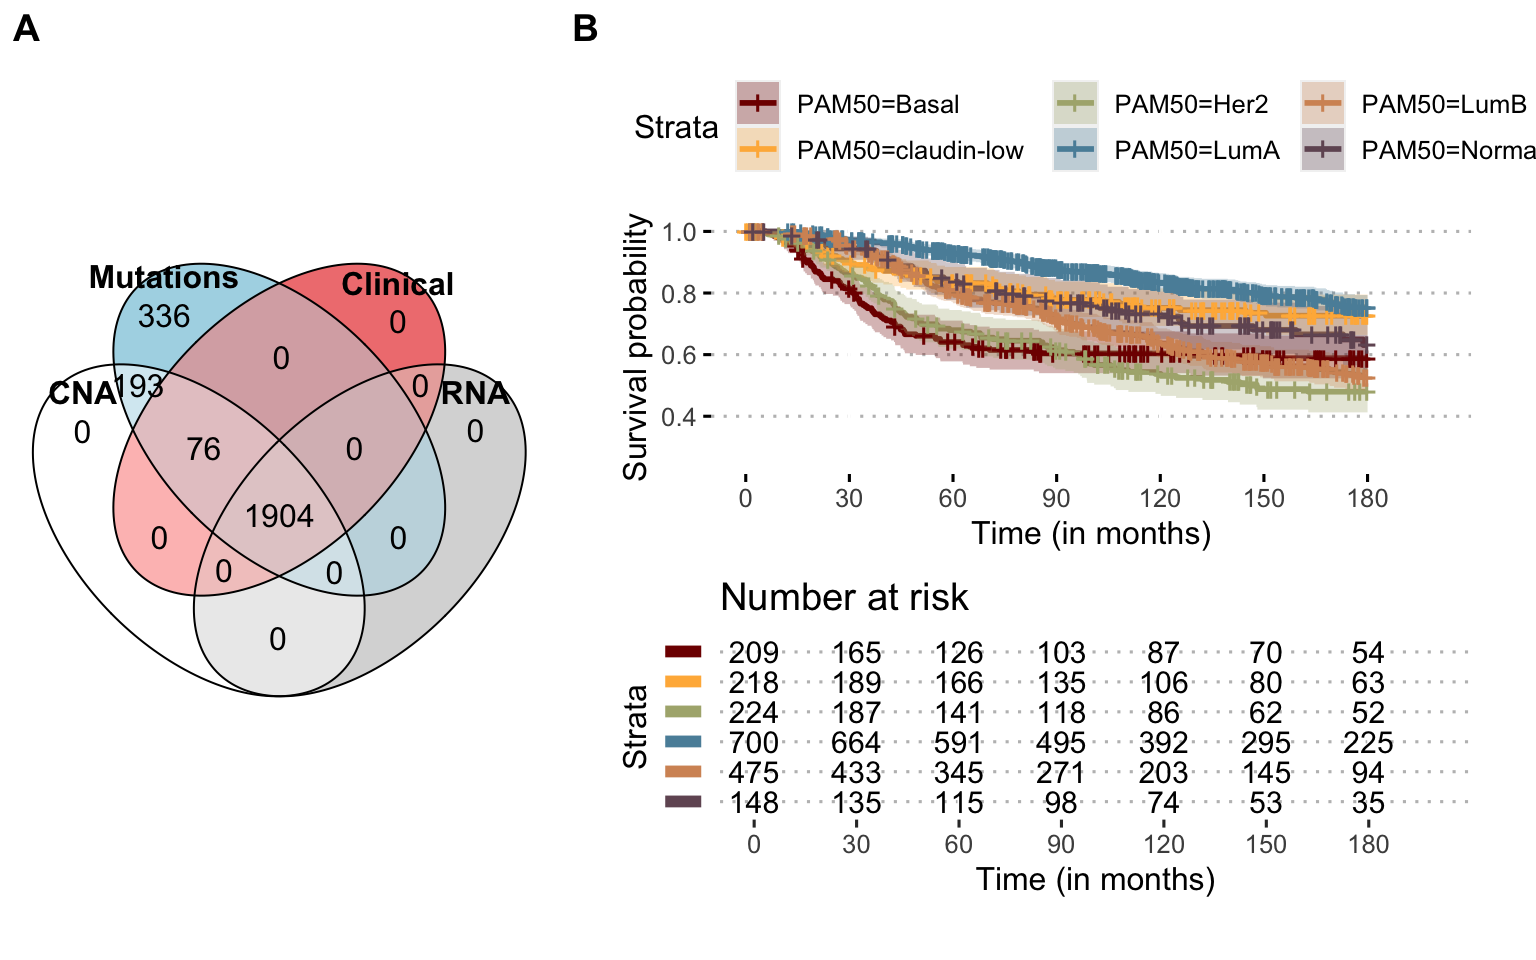 A
B
Strata
PAM50=Basal
PAM50=Her2
PAM50=LumB
PAM50=claudin-low
PAM50=LumA
PAM50=Norma
Mutations
Clinical
336
0
0
CNA
193
0
RNA
0
76
0
0
1904
0
0
0
0
0
Survival probability
1.0
0.8
0.6
0.4
0 30 60 90 120 150 180
Time (in months)
Number at risk
Strata
209 165 126 103 87 70 54
218 189 166 135 106 80 63
224 187 141 118 86 62 52
700 664 591 495 392 295 225
475 433 345 271 203 145 94
148 135 115 98 74 53 35
0 30 60 90 120 150 180
Time (in months)